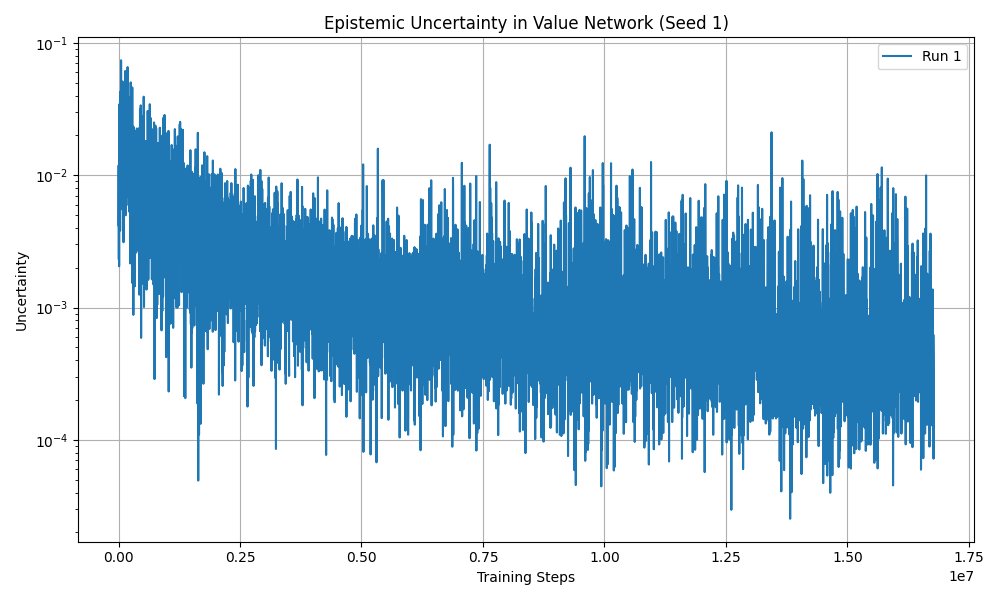 Epistemic Uncertainty in Value Network (Seed 1)
Run 1
Uncertainty
10⁻¹
10⁻²
10⁻³
10⁻⁴
0.00 0.25 0.50 0.75 1.00 1.25 1.50 1.75
1e7
Training Steps